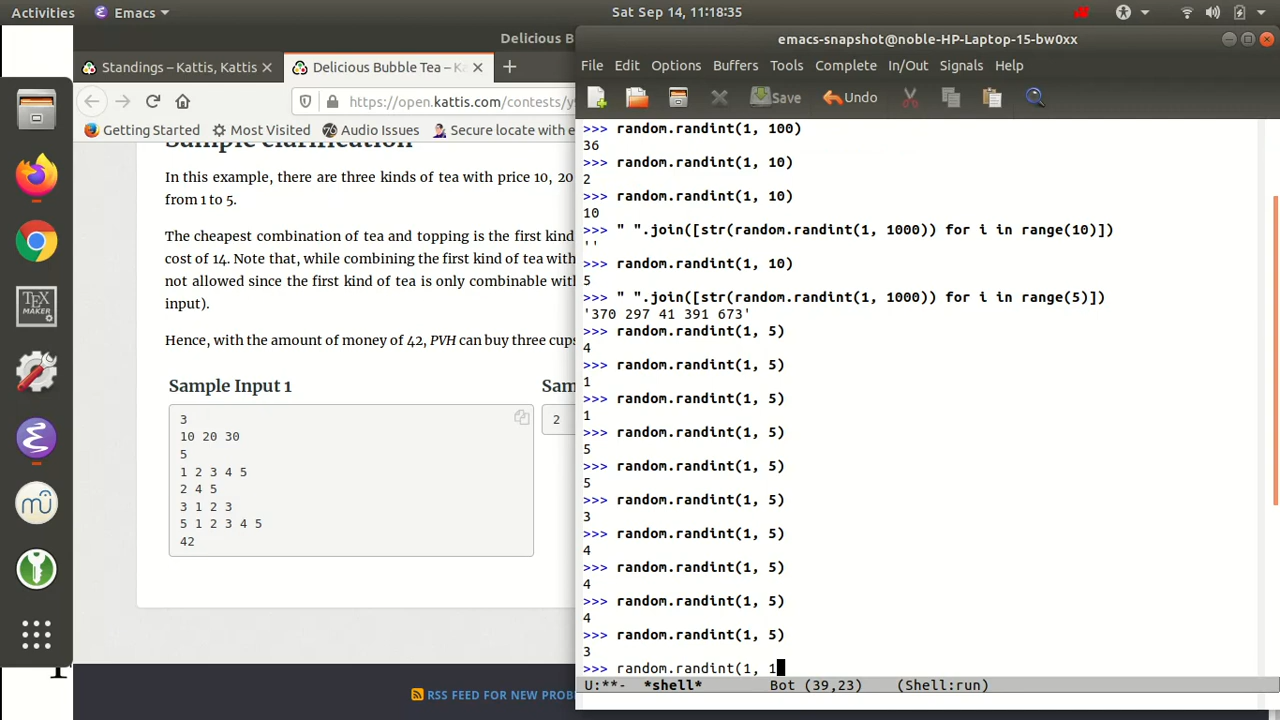 Activities
Emacs
Sat Sep 14, 11:18:35
Delicious B
Standings – Kattis, Kattis
Delicious Bubble Tea – Ka
https://open.kattis.com/contests/y
Getting Started
Most Visited
Audio Issues
Secure locate with e
Sample clarification
In this example, there are three kinds of tea with price 10, 20
from 1 to 5.
The cheapest combination of tea and topping is the first kind
cost of 14. Note that, while combining the first kind of tea with
not allowed since the first kind of tea is only combinable with
input).
Hence, with the amount of money of 42, PVH can buy three cups
Sample Input 1
Sam
3
10 20 30
5
1 2 3 4 5
2 4 5
3 1 2 3
5 1 2 3 4 5
42
2
RSS FEED FOR NEW PROB
emacs-snapshot@noble-HP-Laptop-15-bw0xx
File Edit Options Buffers Tools Complete In/Out Signals Help
Save
Undo
>>> random.randint(1, 100)
36
>>> random.randint(1, 10)
2
>>> random.randint(1, 10)
10
>>> " ".join([str(random.randint(1, 1000)) for i in range(10)])
''
>>> random.randint(1, 10)
5
>>> " ".join([str(random.randint(1, 1000)) for i in range(5)])
'370 297 41 391 673'
>>> random.randint(1, 5)
4
>>> random.randint(1, 5)
1
>>> random.randint(1, 5)
1
>>> random.randint(1, 5)
5
>>> random.randint(1, 5)
5
>>> random.randint(1, 5)
3
>>> random.randint(1, 5)
4
>>> random.randint(1, 5)
4
>>> random.randint(1, 5)
4
>>> random.randint(1, 5)
3
>>> random.randint(1, 1
U:**- *shell* Bot (39,23) (Shell:run)